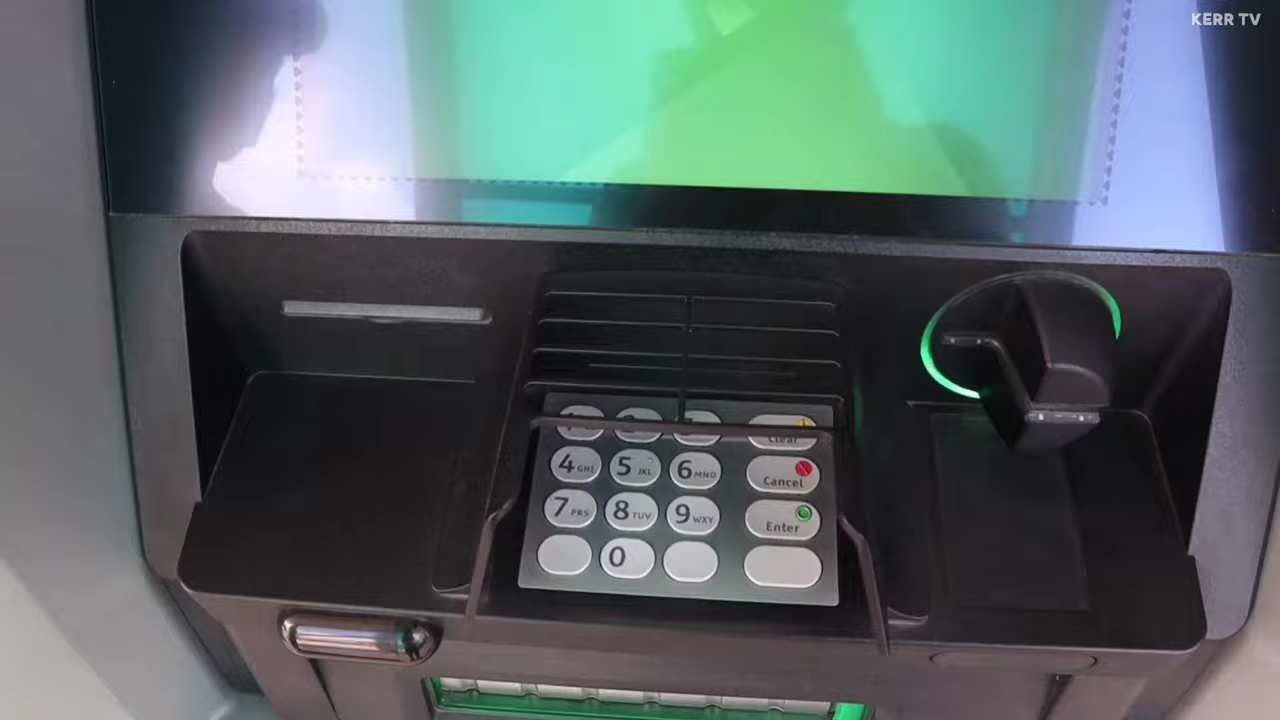 KERR TV
Clear
4 GHI 5 JKL 6 MNO Cancel
7 PRS 8 TUV 9 WXY Enter
0